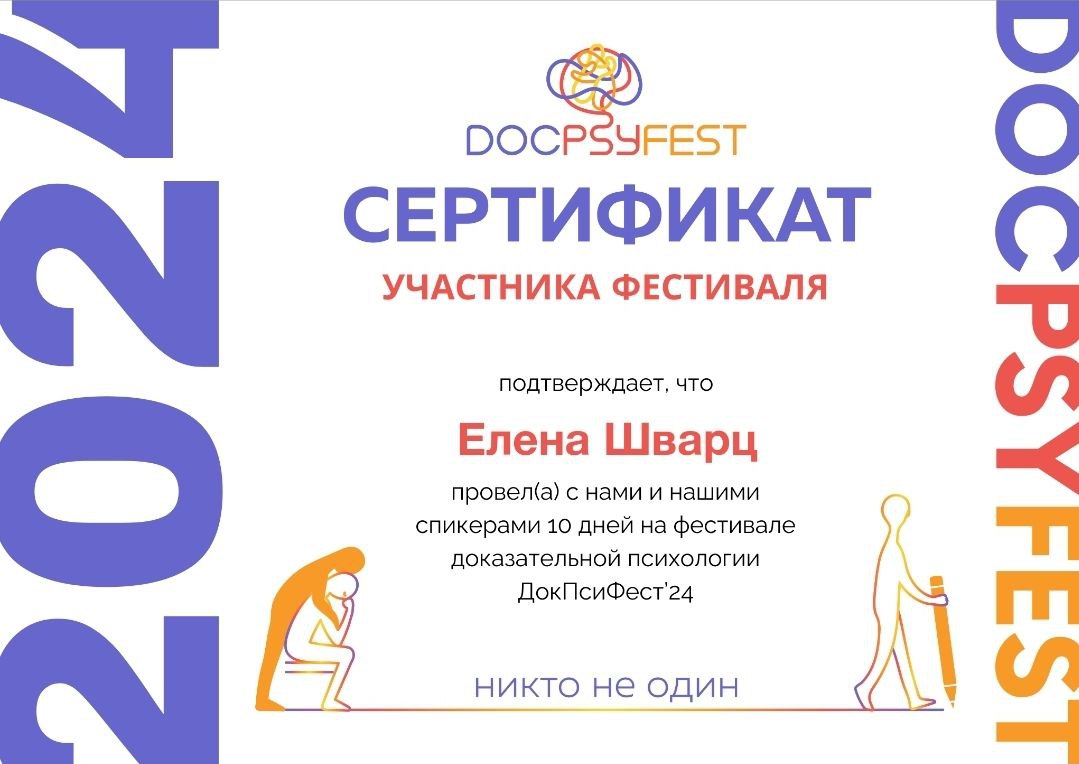 2024
DOCPSYFEST
СЕРТИФИКАТ
УЧАСТНИКА ФЕСТИВАЛЯ
подтверждает, что
Елена Шварц
провел(а) с нами и нашими
спикерами 10 дней на фестивале
доказательной психологии
ДокПсиФест'24
никто не один
DOCPSYFEST